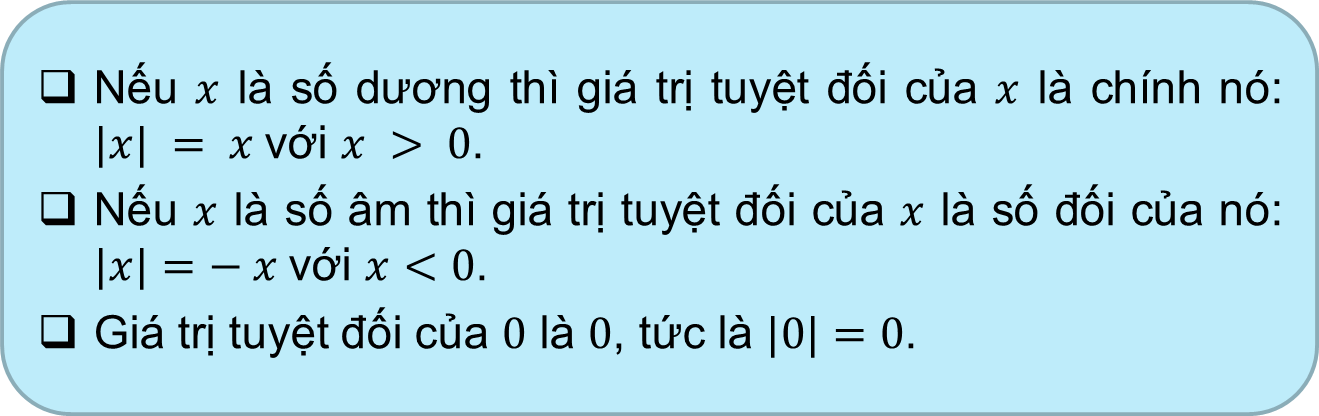 ❑ Nếu x là số dương thì giá trị tuyệt đối của x là chính nó:
|x| = x với x > 0.
❑ Nếu x là số âm thì giá trị tuyệt đối của x là số đối của nó:
|x| = − x với x < 0.
❑ Giá trị tuyệt đối của 0 là 0, tức là |0| = 0.